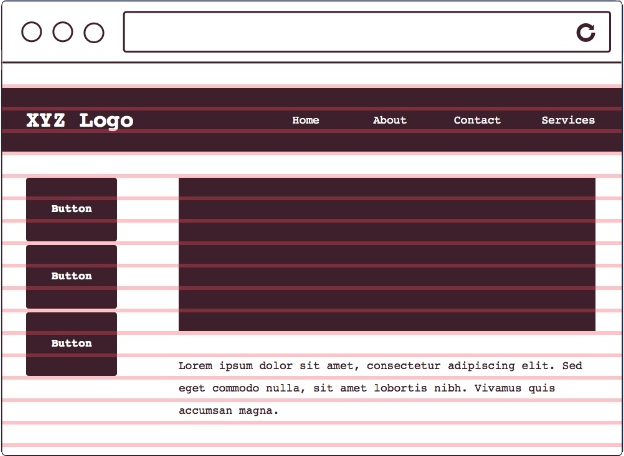 XYZ Logo
Home
About
Contact
Services
Button
Button
Button
Lorem ipsum dolor sit amet, consectetur adipiscing elit. Sed
eget commodo nulla, sit amet lobortis nibh. Vivamus quis
accumsan magna.